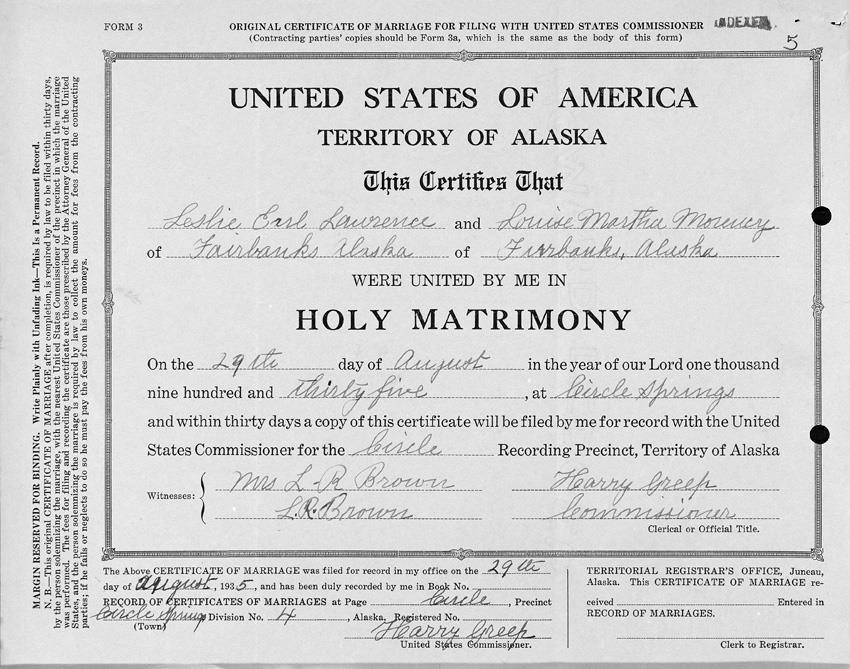 FORM 3
ORIGINAL CERTIFICATE OF MARRIAGE FOR FILING WITH UNITED STATES COMMISSIONER
INDEXED
(Contracting parties' copies should be Form 3a, which is the same as the body of this form)
5
UNITED STATES OF AMERICA
TERRITORY OF ALASKA
This Certifies That
Leslie Earl Lawrence and Louise Martha
of Fairbanks Alaska of Fairbanks, Alaska
WERE UNITED BY ME IN
HOLY MATRIMONY
On the 29th day of August in the year of our Lord one thousand
nine hundred and thirty five, at Circle Springs
and within thirty days a copy of this certificate will be filed by me for record with the United
States Commissioner for the Circle Recording Precinct, Territory of Alaska
Witnesses: Mrs L R Brown Harry Greep
L.R. Brown Commissioner
Clerical or Official Title.
The Above CERTIFICATE OF MARRIAGE was filed for record in my office on the 29th
day of August, 1935, and has been duly recorded by me in Book No.
RECORD OF CERTIFICATES OF MARRIAGES at Page Circle, Precinct
Circle Springs Division No. 4, Alaska, Registered No.
(Town)
Harry Greep
United States Commissioner.
TERRITORIAL REGISTRAR'S OFFICE, Juneau,
Alaska. This CERTIFICATE OF MARRIAGE re-
ceived Entered in
RECORD OF MARRIAGES.
Clerk to Registrar.
MARGIN RESERVED FOR BINDING. Write Plainly with Unfading Ink—This Is a Permanent Record.
N. B.—This original CERTIFICATE OF MARRIAGE, after completion, is required by law to be filed within thirty days,
by the person solemnizing the marriage, with the nearest United States Commissioner of the precinct in which the marriage
was performed. The fees for filing and recording the certificate are those prescribed by the Attorney General of the United
States, and the person solemnizing the marriage is required by law to collect the amount for fees from the contracting
parties; if he fails or neglects to do so he must pay the fees from his own moneys.